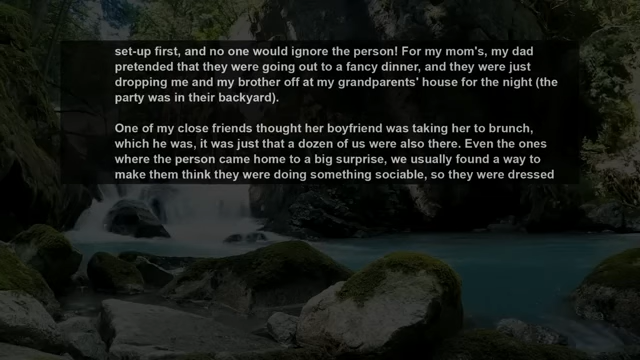 set-up first, and no one would ignore the person! For my mom's, my dad
pretended that they were going out to a fancy dinner, and they were just
dropping me and my brother off at my grandparents' house for the night (the
party was in their backyard).
One of my close friends thought her boyfriend was taking her to brunch,
which he was, it was just that a dozen of us were also there. Even the ones
where the person came home to a big surprise, we usually found a way to
make them think they were doing something sociable, so they were dressed